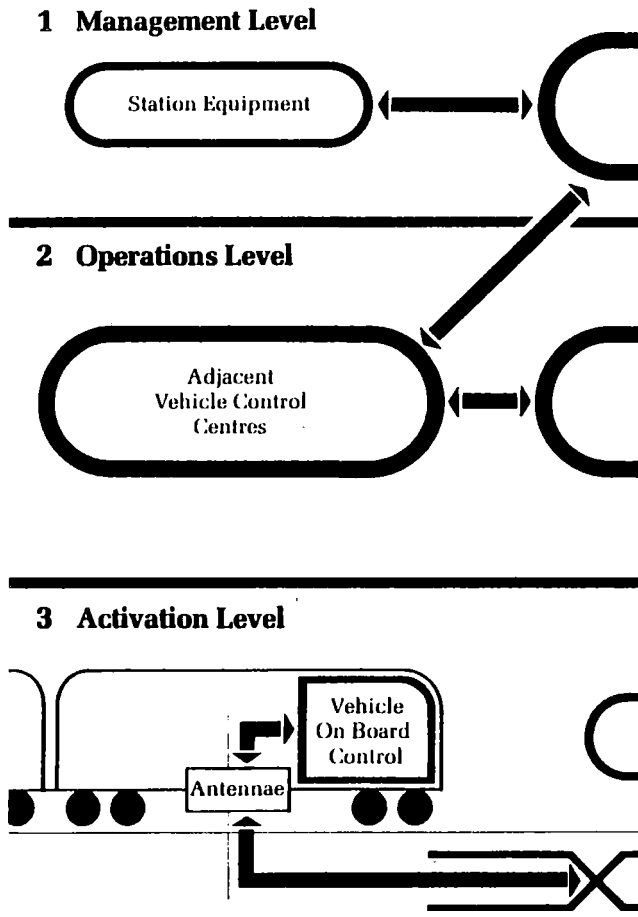 1 Management Level
Station Equipment
2 Operations Level
Adjacent
Vehicle Control
Centres
3 Activation Level
Vehicle
On Board
Control
Antennae